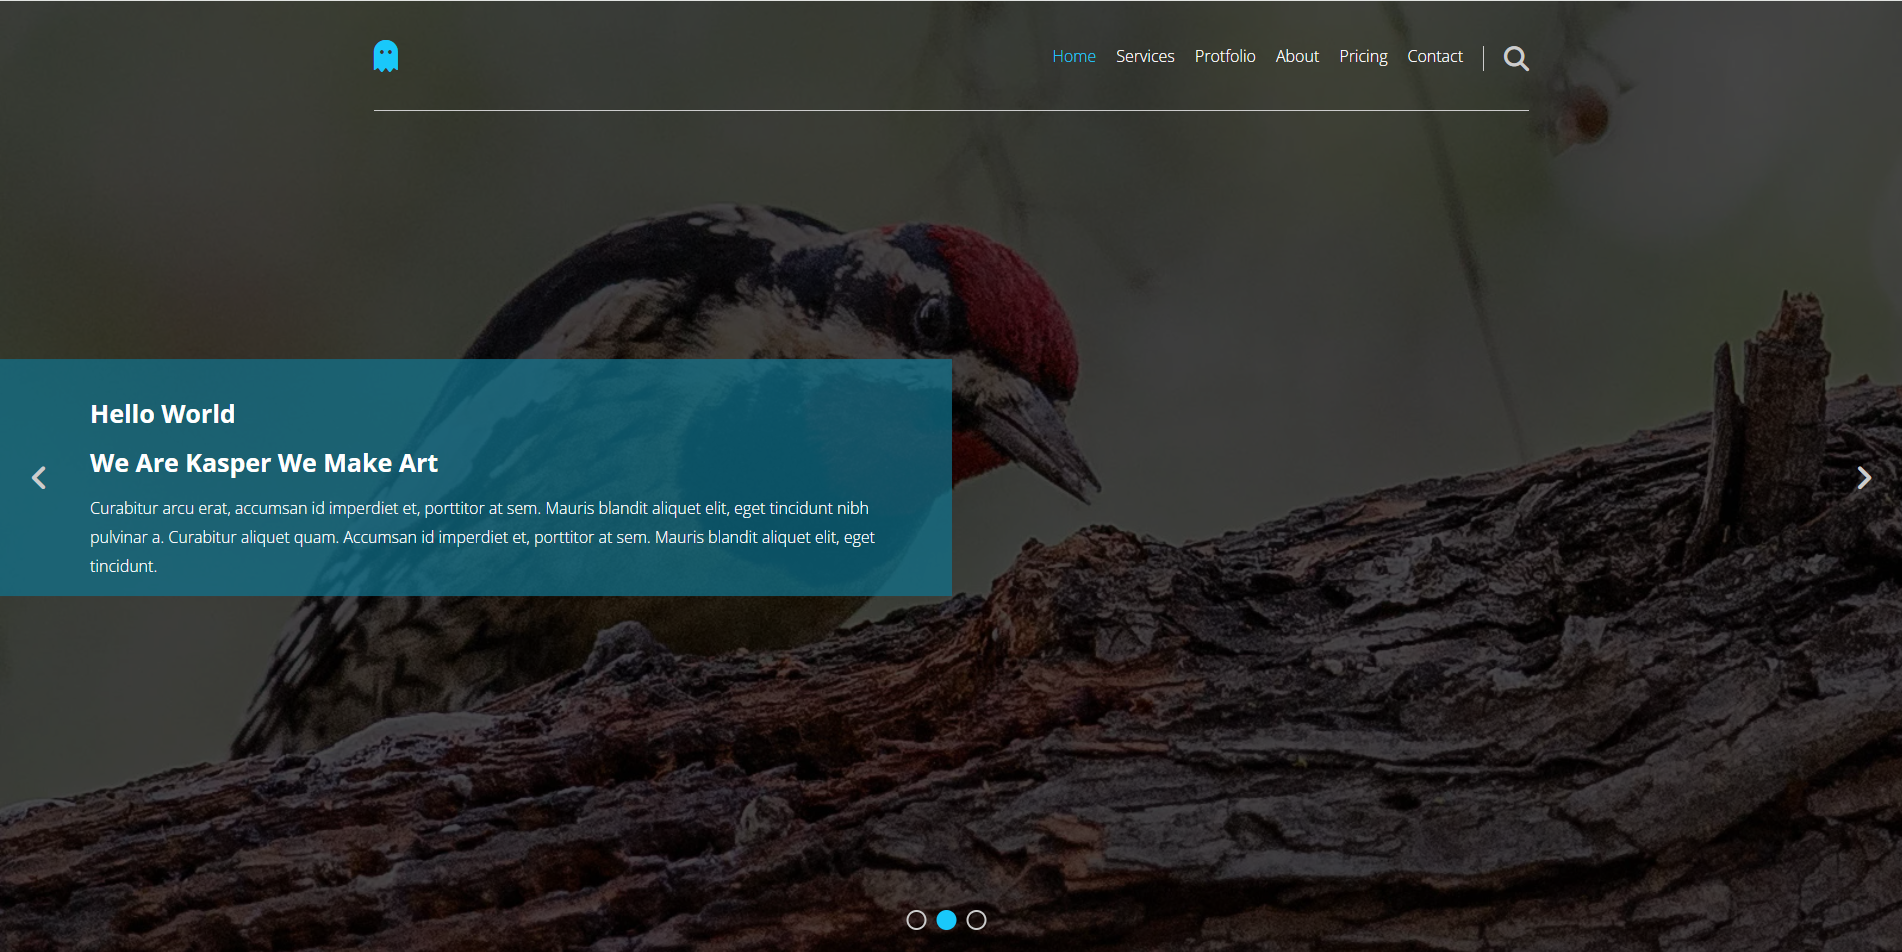 Home Services Protfolio About Pricing Contact
Hello World
We Are Kasper We Make Art
Curabitur arcu erat, accumsan id imperdiet et, porttitor at sem. Mauris blandit aliquet elit, eget tincidunt nibh
pulvinar a. Curabitur aliquet quam. Accumsan id imperdiet et, porttitor at sem. Mauris blandit aliquet elit, eget
tincidunt.